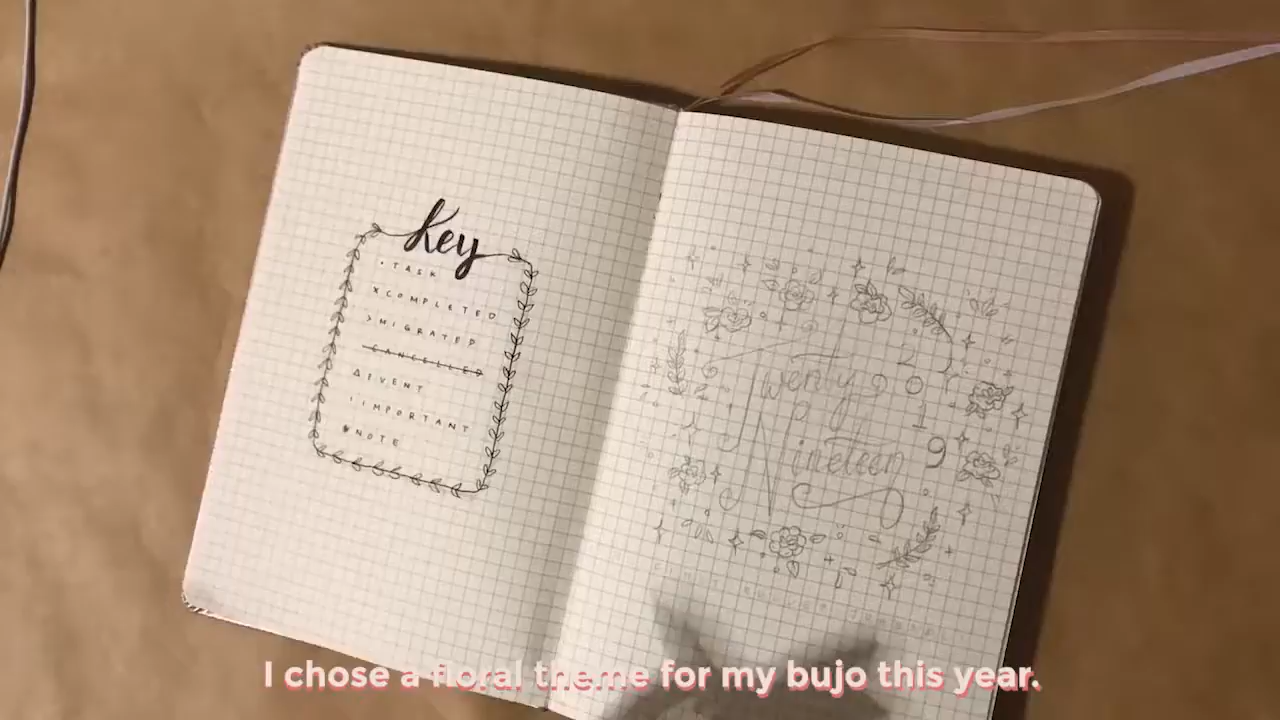 Key
• TASK
X COMPLETED
> MIGRATED
CANCELLED
△ EVENT
! IMPORTANT
NOTE
Twenty
Nineteen
2
0
1
9
I chose a floral theme for my bujo this year.